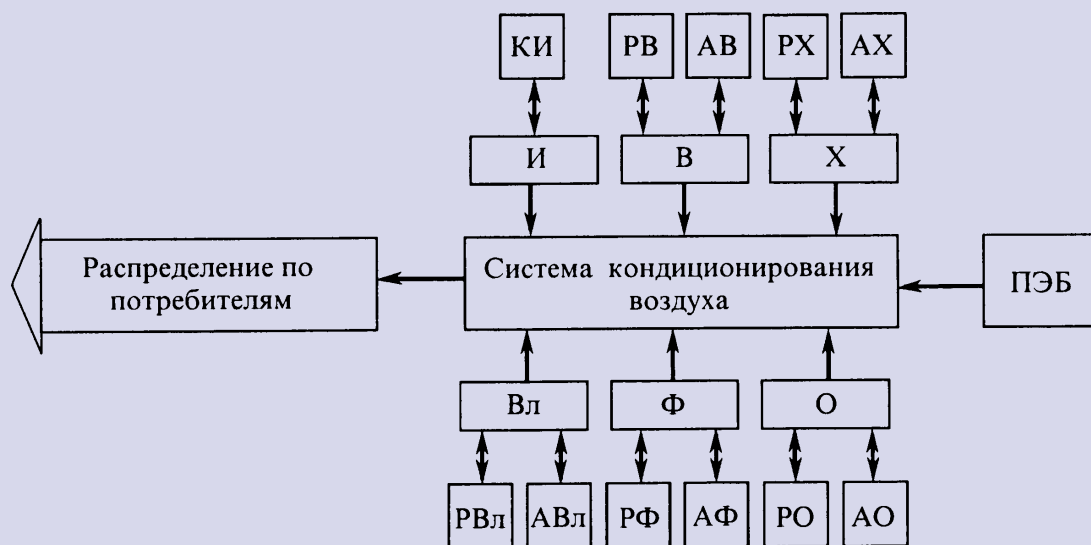 КИ РВ АВ РХ АХ
И В Х
Распределение по
потребителям
Система кондиционирования
воздуха
ПЭБ
Вл Ф О
РВл АВл РФ АФ РО АО